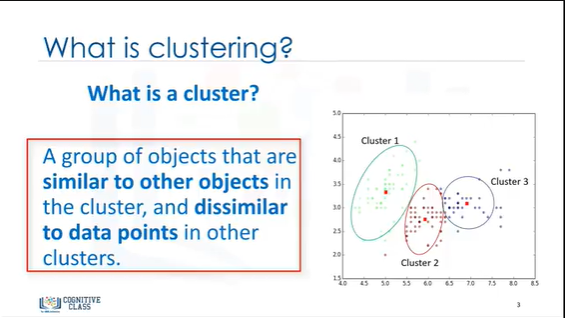 What is clustering?
What is a cluster?
A group of objects that are
similar to other objects in
the cluster, and dissimilar
to data points in other
clusters.
5.0
4.5
4.0
3.5
3.0
2.5
2.0
1.5
4.0 4.5 5.0 5.5 6.0 6.5 7.0 7.5 8.0 8.5
Cluster 1
Cluster 3
Cluster 2
COGNITIVE
CLASS
3